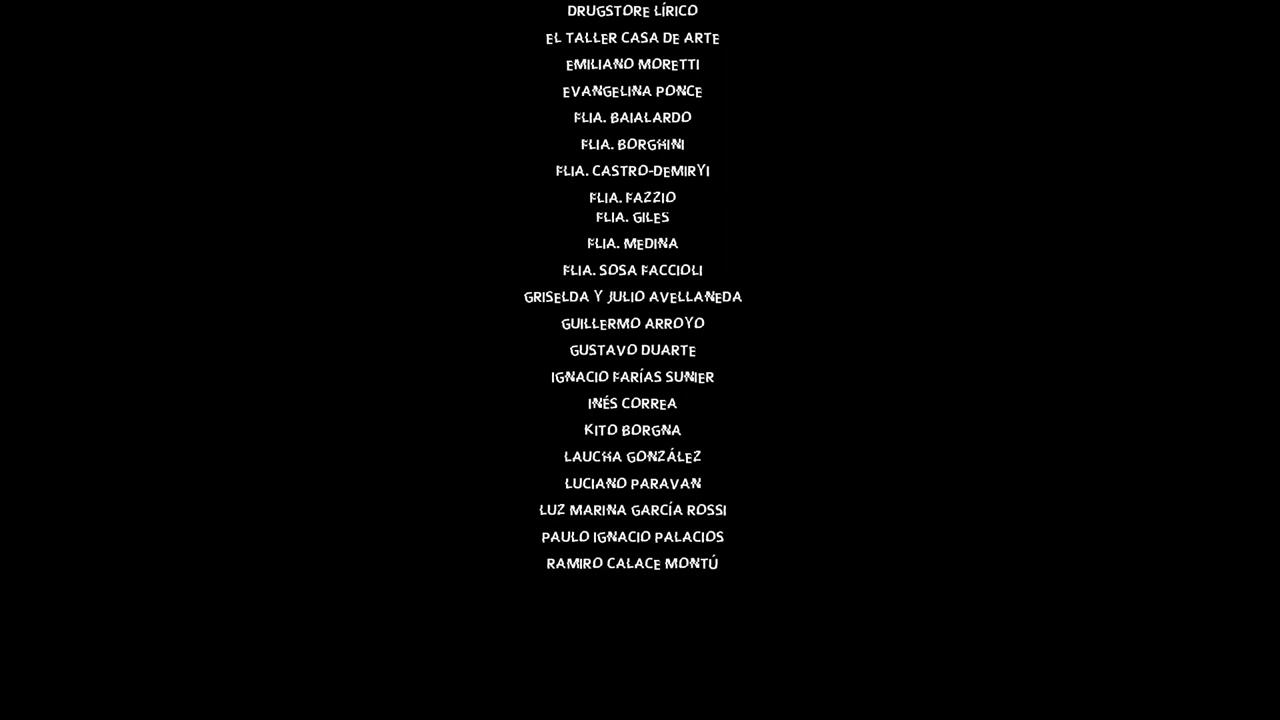 DRUGSTORE LÍRICO
EL TALLER CASA DE ARTE
EMILIANO MORETTI
EVANGELINA PONCE
FLIA. BAIALARDO
FLIA. BORGHINI
FLIA. CASTRO-DEMIRYI
FLIA. FAZZIO
FLIA. GILES
FLIA. MEDINA
FLIA. SOSA FACCIOLI
GRISELDA Y JULIO AVELLANEDA
GUILLERMO ARROYO
GUSTAVO DUARTE
IGNACIO FARÍAS SUNIER
INÉS CORREA
KITO BORGNA
LAUCHA GONZÁLEZ
LUCIANO PARAVAN
LUZ MARINA GARCÍA ROSSI
PAULO IGNACIO PALACIOS
RAMIRO CALACE MONTÚ